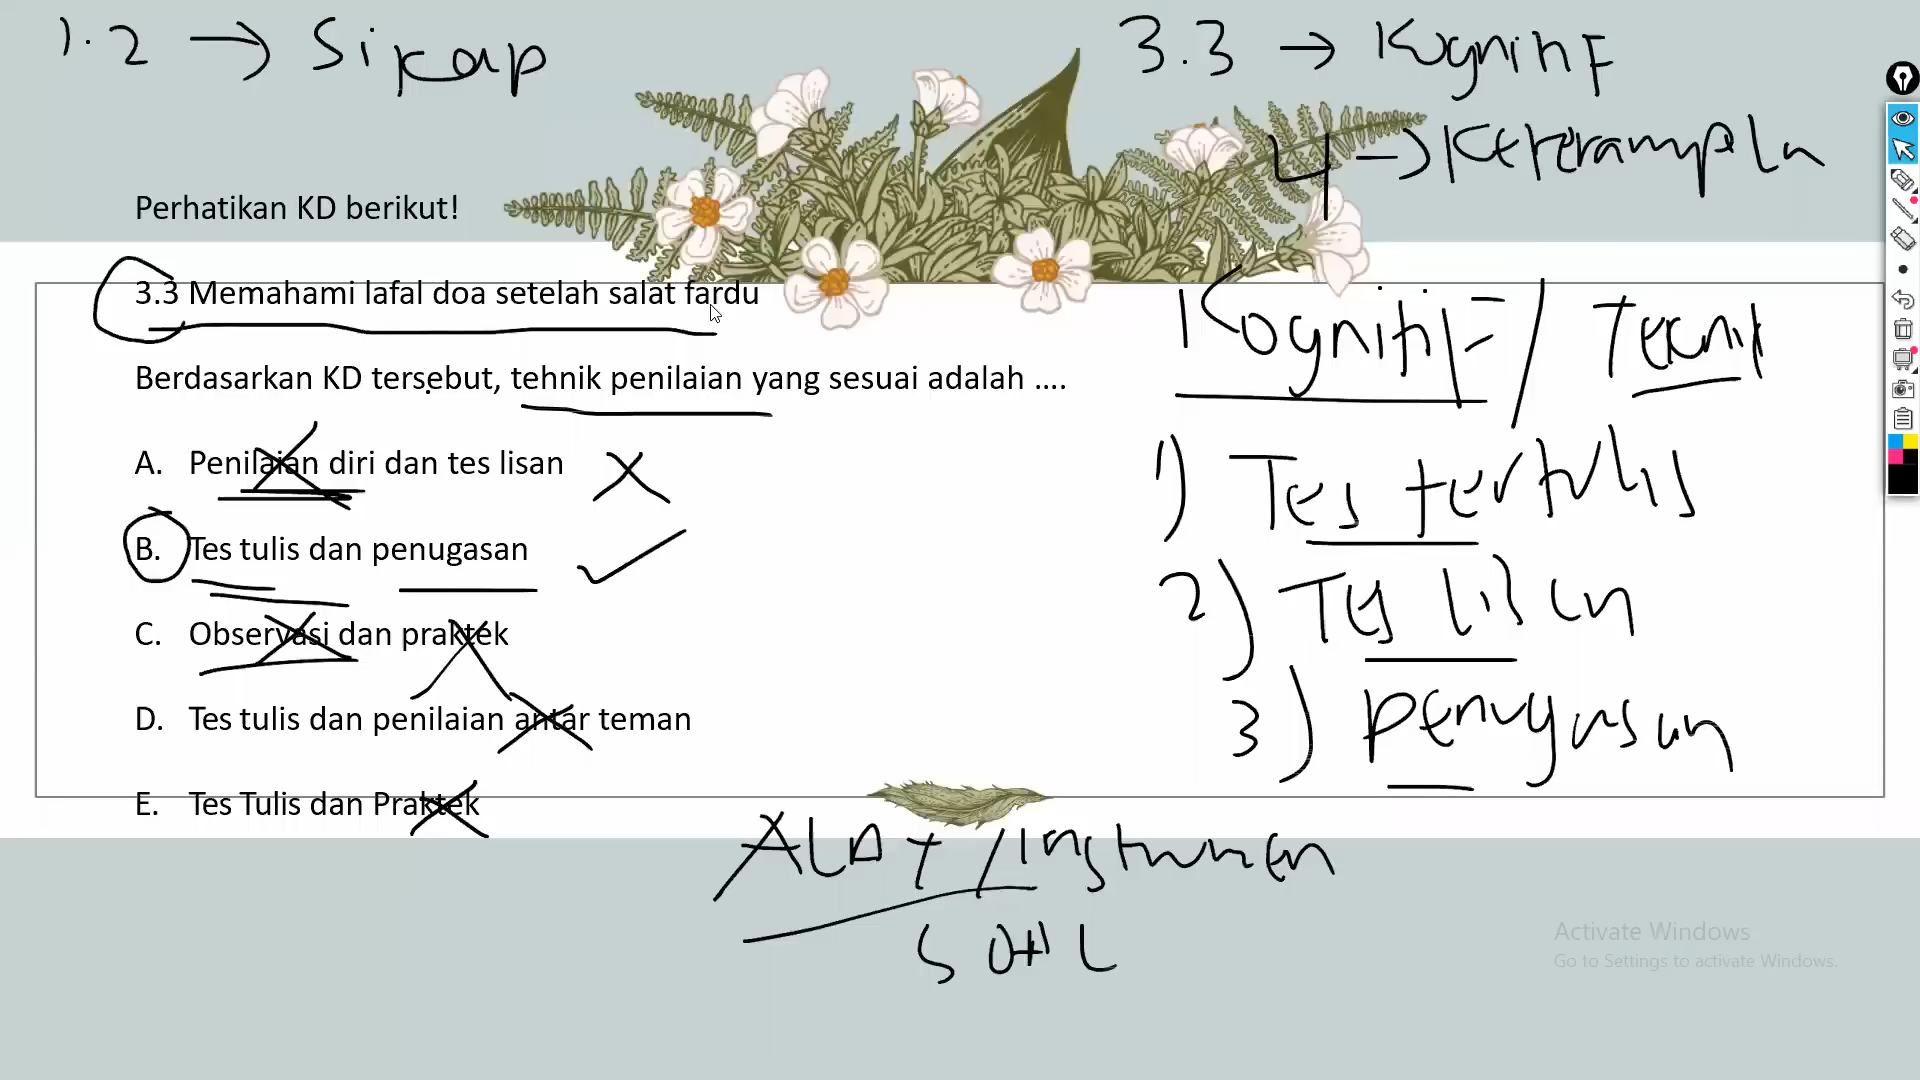 1.2 → Sikap
3.3 → Kognitif
4 → Keterampila
Perhatikan KD berikut!
3.3 Memahami lafal doa setelah salat fardu
Berdasarkan KD tersebut, tehnik penilaian yang sesuai adalah ....
A. Penilaian diri dan tes lisan
B. Tes tulis dan penugasan
C. Observasi dan praktek
D. Tes tulis dan penilaian antar teman
E. Tes Tulis dan Praktek
Kognitif / Teknik
1) Tes tertulis
2) Tes lisan
3) penugasan
ALAT / Instrumen
Activate Windows
Go to Settings to activate Windows.